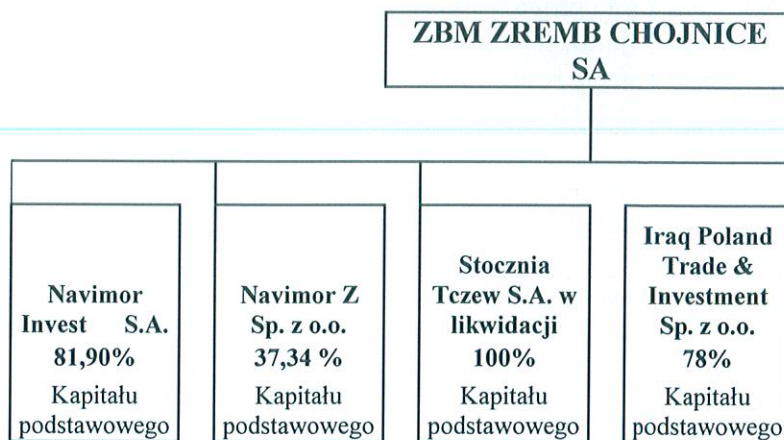 ZBM ZREMB CHOJNICE
SA
Navimor
Invest S.A.
81,90%
Kapitału
podstawowego
Navimor Z
Sp. z o.o.
37,34 %
Kapitału
podstawowego
Stocznia
Tczew S.A. w
likwidacji
100%
Kapitału
podstawowego
Iraq Poland
Trade &
Investment
Sp. z o.o.
78%
Kapitału
podstawowego